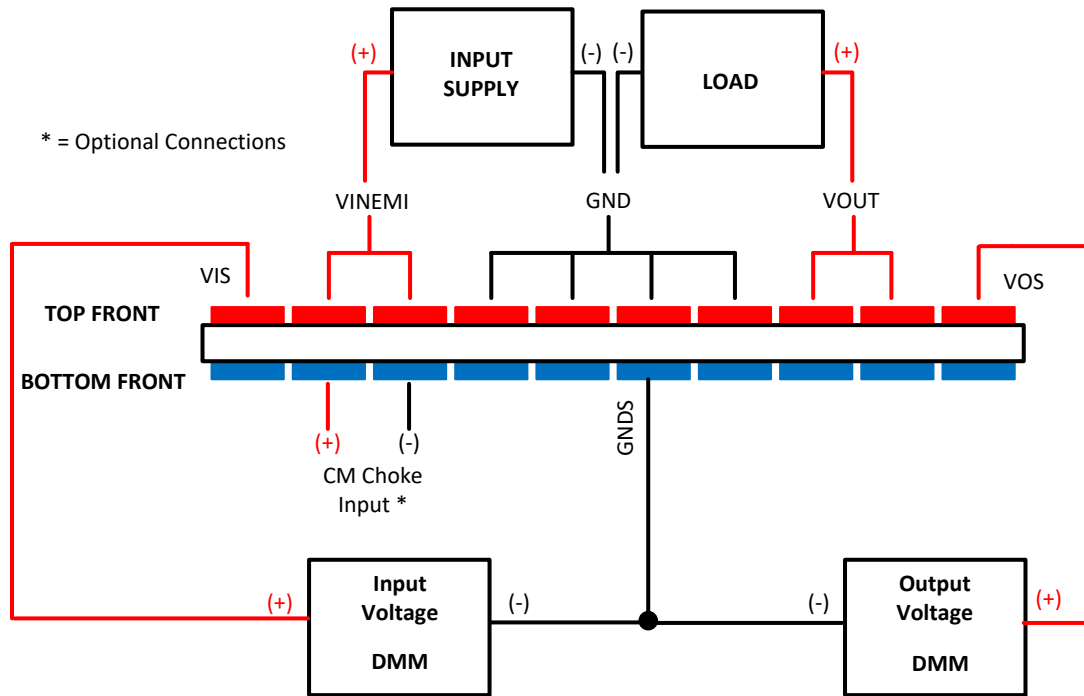 (+)
INPUT
SUPPLY
(-)
(-)
LOAD
(+)
* = Optional Connections
VINEMI
GND
VOUT
VIS
VOS
TOP FRONT
BOTTOM FRONT
(+)
(-)
CM Choke
Input *
GNDS
(+)
Input
Voltage
DMM
(-)
(-)
Output
Voltage
DMM
(+)